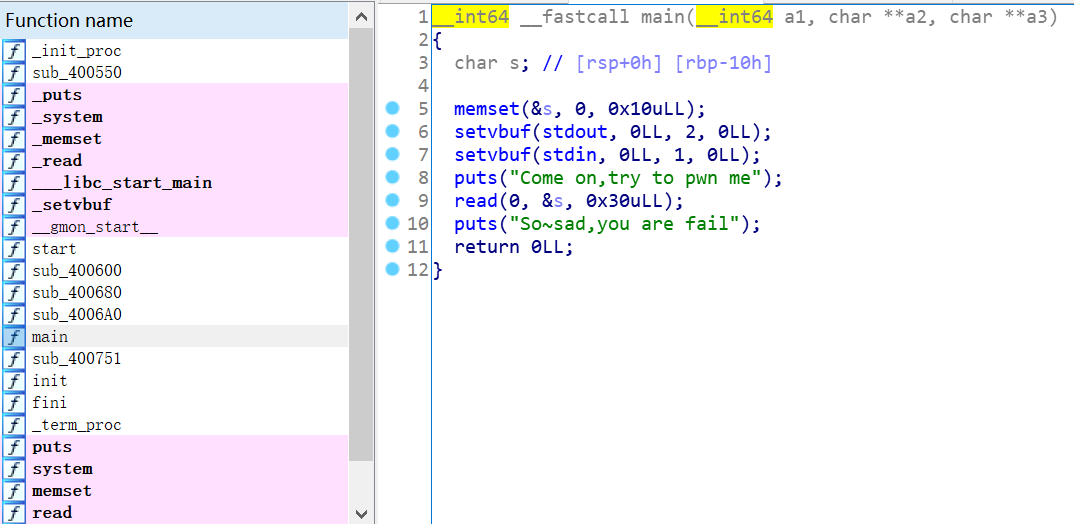 Function name
f _init_proc
f sub_400550
f _puts
f _system
f _memset
f _read
f ___libc_start_main
f _setvbuf
f __gmon_start__
f start
f sub_400600
f sub_400680
f sub_4006A0
f main
f sub_400751
f init
f fini
f _term_proc
f puts
f system
f memset
f read
1 __int64 __fastcall main(__int64 a1, char **a2, char **a3)
2 {
3 char s; // [rsp+0h] [rbp-10h]
4
5 memset(&s, 0, 0x10uLL);
6 setvbuf(stdout, 0LL, 2, 0LL);
7 setvbuf(stdin, 0LL, 1, 0LL);
8 puts("Come on,try to pwn me");
9 read(0, &s, 0x30uLL);
10 puts("So~sad,you are fail");
11 return 0LL;
12 }